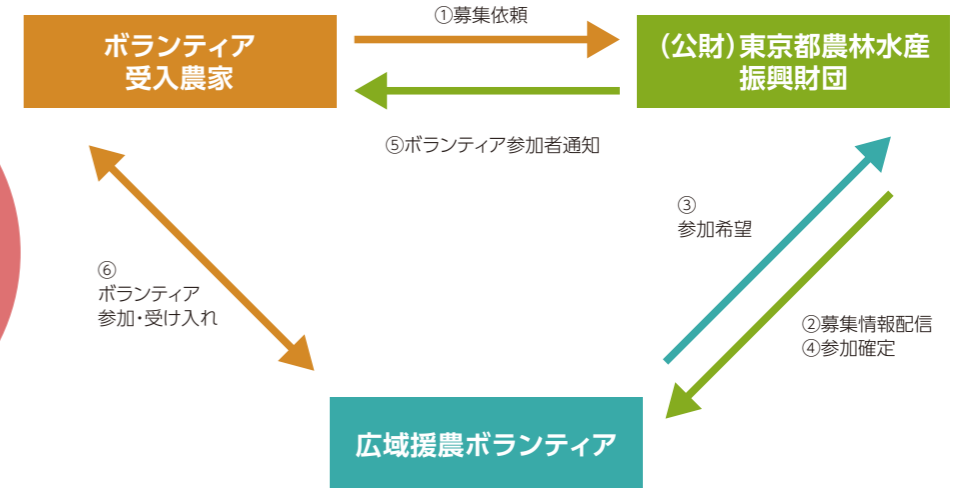 ①募集依頼
ボランティア
受入農家
(公財)東京都農林水産
振興財団
⑤ボランティア参加者通知
③
参加希望
⑥
ボランティア
参加・受け入れ
②募集情報配信
④参加確定
広域援農ボランティア